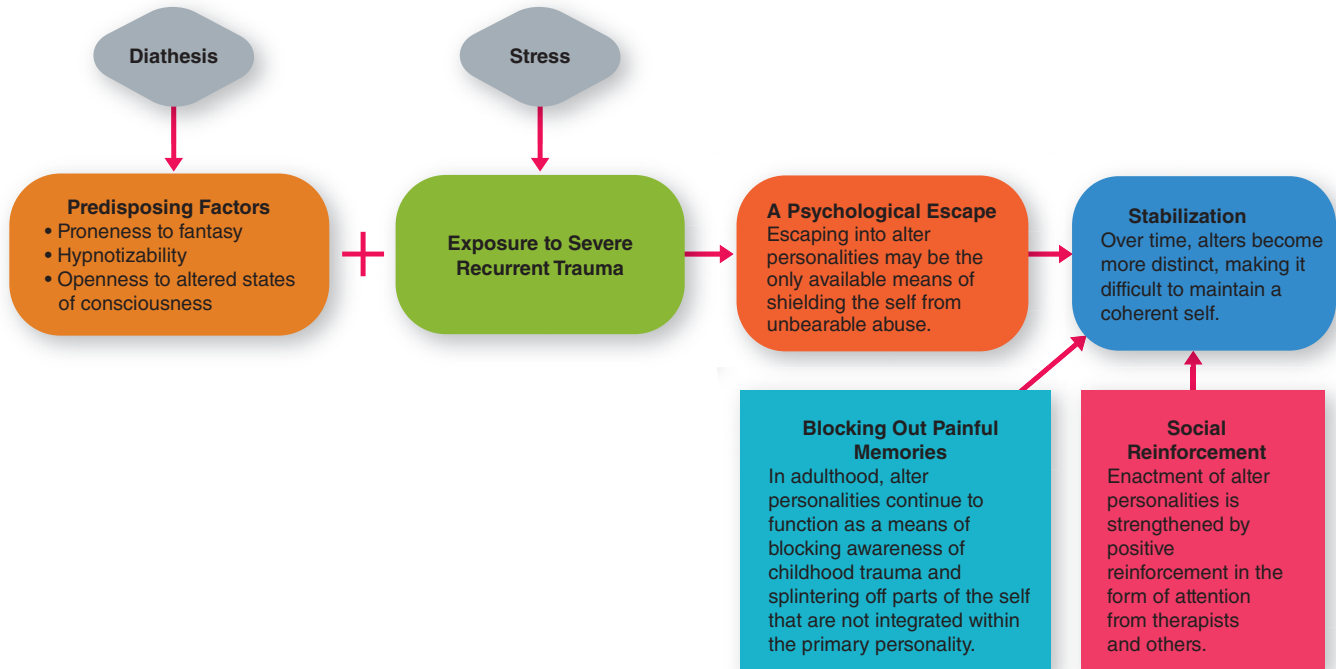 Diathesis
Stress
Predisposing Factors
• Proneness to fantasy
• Hypnotizability
• Openness to altered states
of consciousness
+
Exposure to Severe
Recurrent Trauma
A Psychological Escape
Escaping into alter
personalities may be the
only available means of
shielding the self from
unbearable abuse.
Stabilization
Over time, alters become
more distinct, making it
difficult to maintain a
coherent self.
Blocking Out Painful
Memories
In adulthood, alter
personalities continue to
function as a means of
blocking awareness of
childhood trauma and
splintering off parts of the self
that are not integrated within
the primary personality.
Social
Reinforcement
Enactment of alter
personalities is
strengthened by
positive
reinforcement in the
form of attention
from therapists
and others.